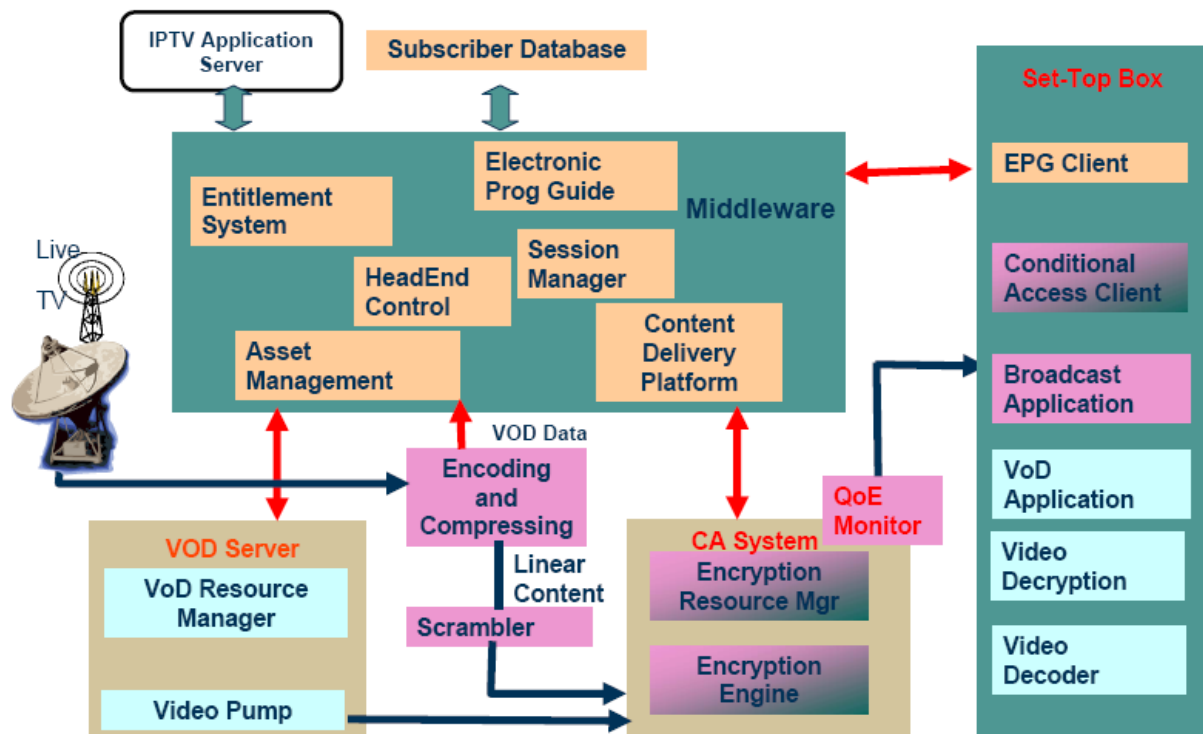 IPTV Application
Server
Subscriber Database
Set-Top Box
Electronic
Prog Guide
EPG Client
Entitlement
System
Middleware
Live
TV
Session
Manager
Conditional
Access Client
HeadEnd
Control
Content
Delivery
Platform
Asset
Management
Broadcast
Application
VOD Data
Encoding
and
Compressing
QoE
Monitor
VoD
Application
VOD Server
CA System
Linear
Content
Video
Decryption
VoD Resource
Manager
Encryption
Resource Mgr
Scrambler
Video
Decoder
Encryption
Engine
Video Pump